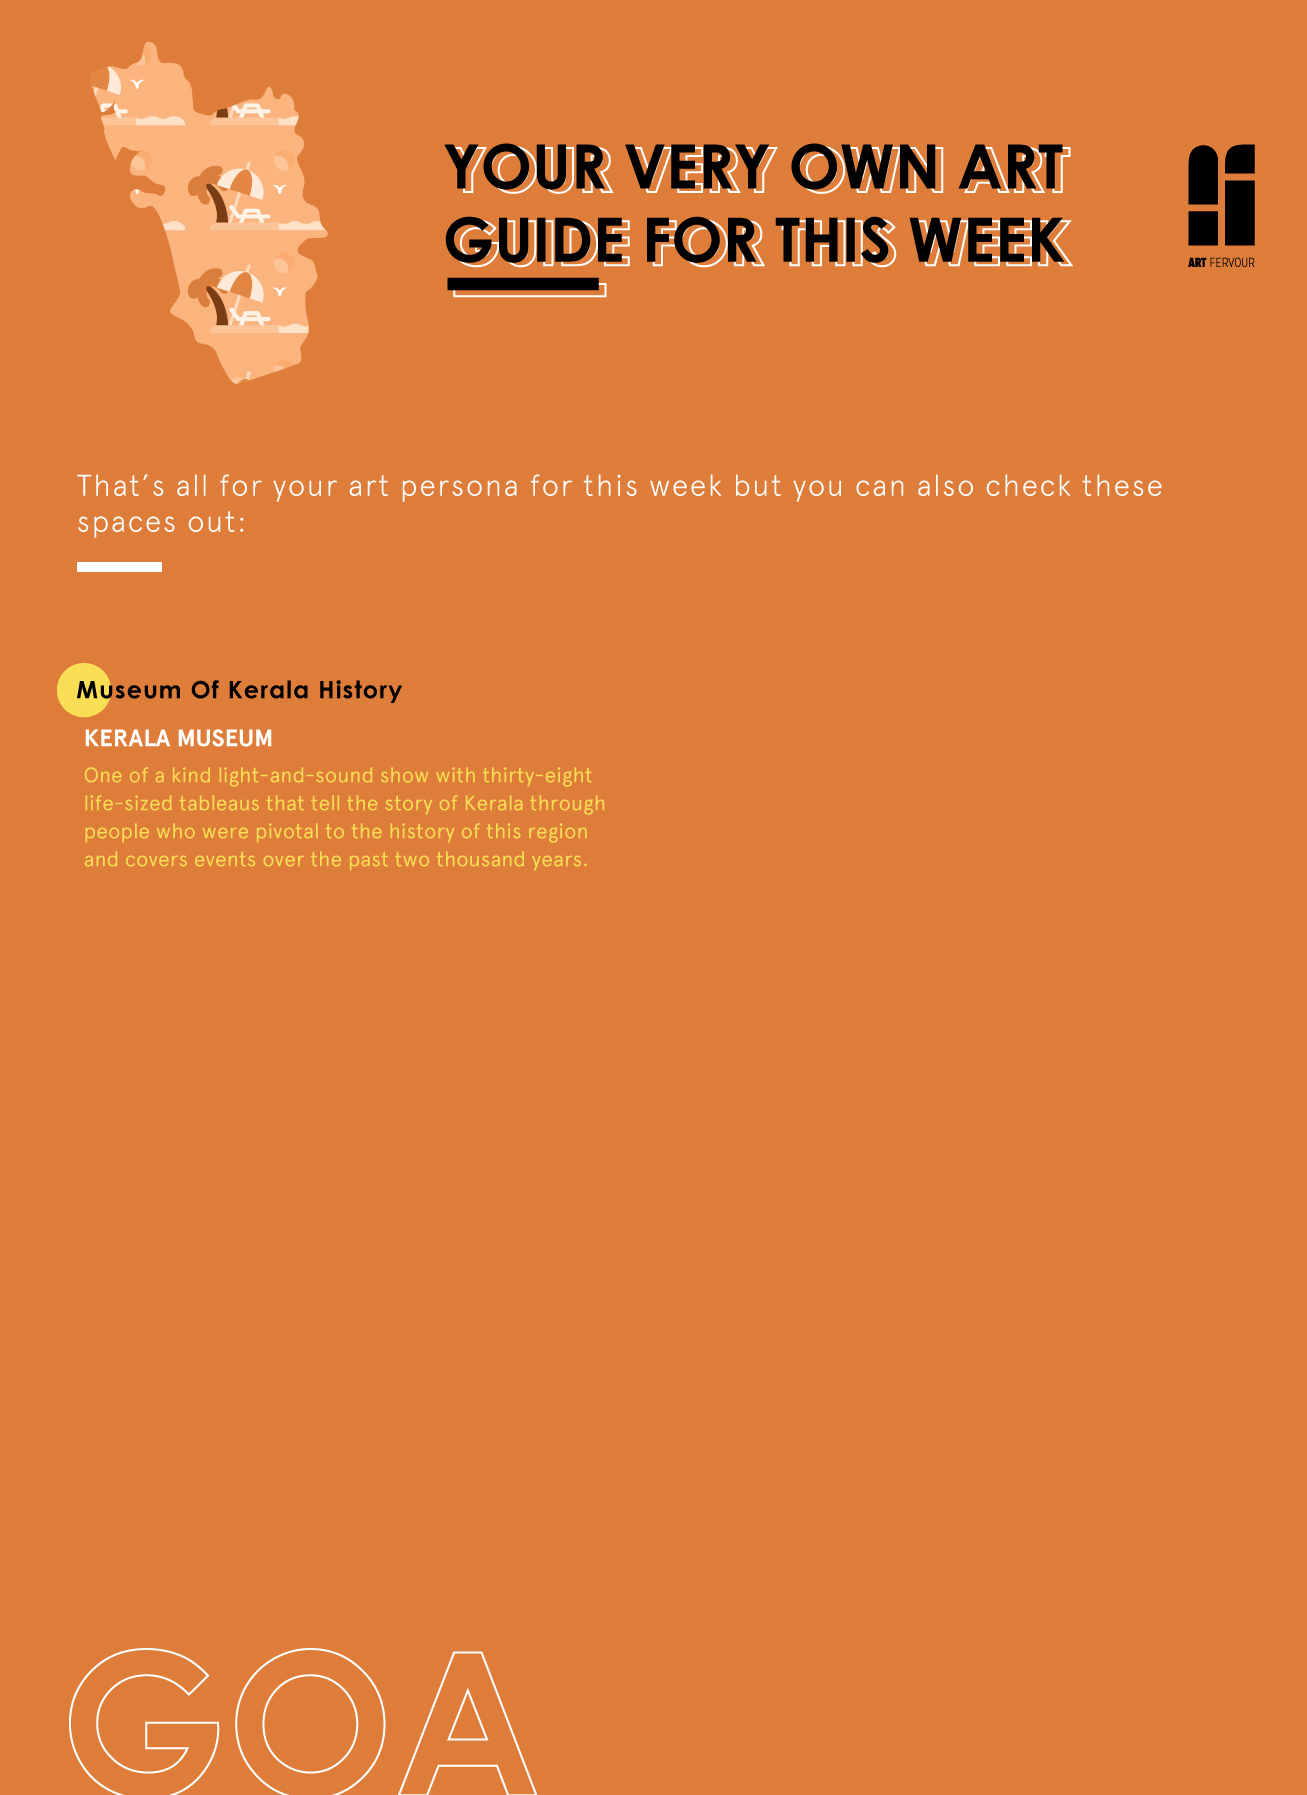 YOUR VERY OWN ART
GUIDE FOR THIS WEEK
ART FERVOUR
That´s all for your art persona for this week but you can also check these
spaces out:
Museum Of Kerala History
KERALA MUSEUM
One of a kind light-and-sound show with thirty-eight
life-sized tableaus that tell the story of Kerala through
people who were pivotal to the history of this region
and covers events over the past two thousand years.
GOA